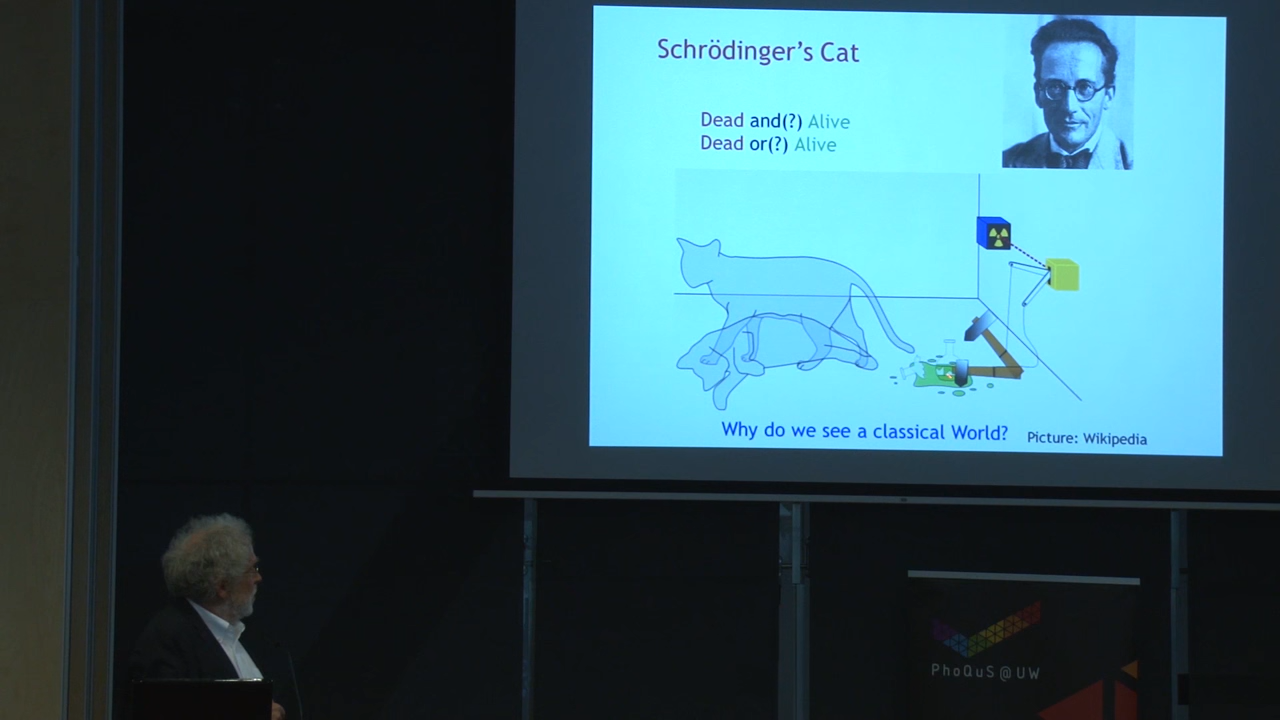 Schrödinger's Cat
Dead and(?) Alive
Dead or(?) Alive
Why do we see a classical World?
Picture: Wikipedia
PhoQuS@UW